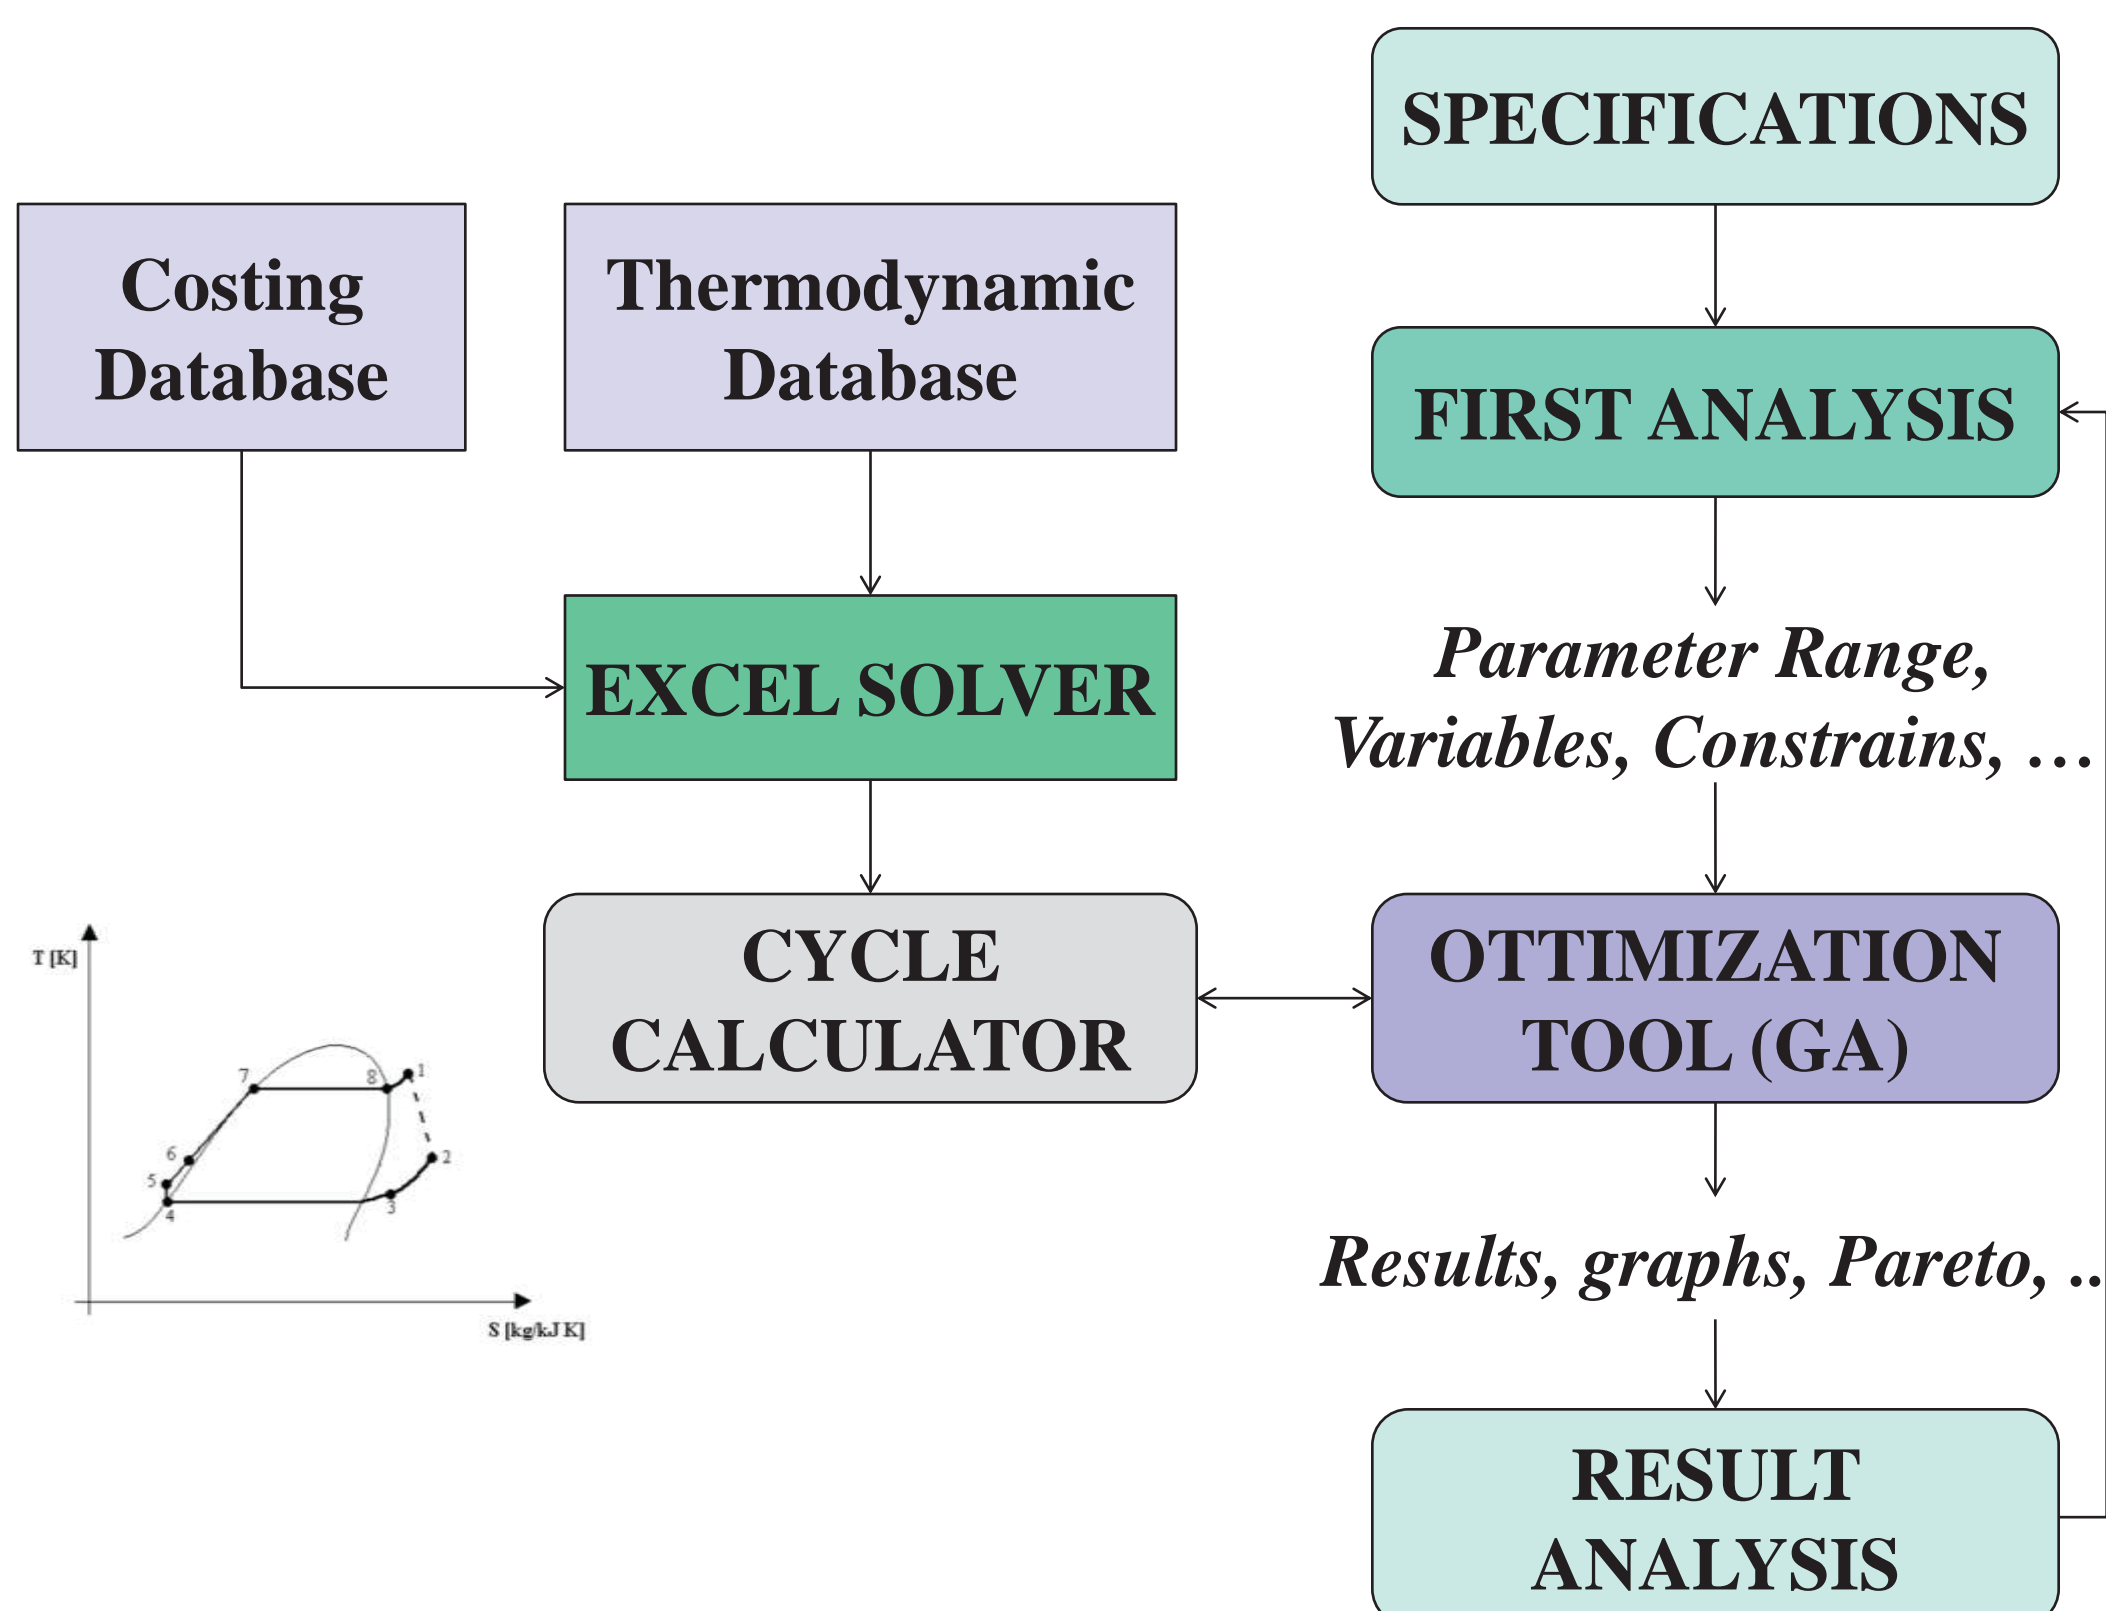 SPECIFICATIONS
Costing
Database
Thermodynamic
Database
FIRST ANALYSIS
EXCEL SOLVER
Parameter Range,
Variables, Constrains, …
CYCLE
CALCULATOR
OTTIMIZATION
TOOL (GA)
T [K]
7
8
1
6
2
5
4
3
S [kg/kJ K]
Results, graphs, Pareto, ..
RESULT
ANALYSIS